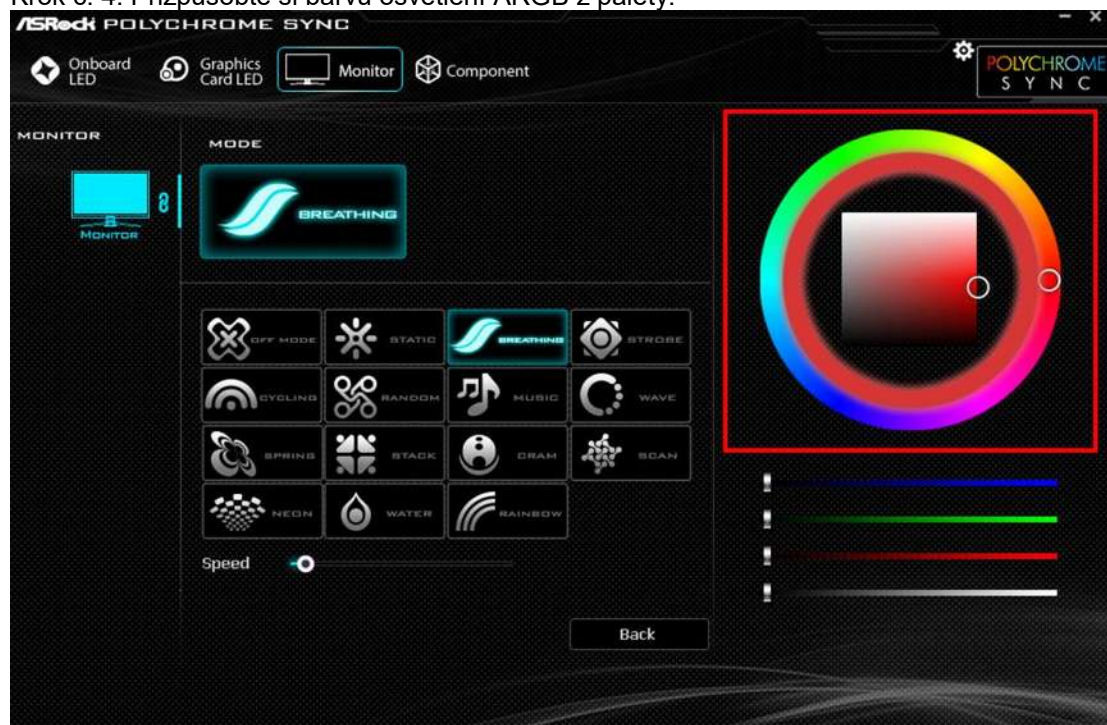 Krok č. 4: Přizpůsobte si barvu osvětlení ARGB z palety.
ASRock POLYCHROME SYNC
Onboard LED
Graphics Card LED
Monitor
Component
POLYCHROME
SYNC
MONITOR
MODE
BREATHING
MONITOR
OFF MODE
STATIC
BREATHING
STROBE
CYCLING
RANDOM
MUSIC
WAVE
SPRING
STACK
CRAM
SCAN
NEON
WATER
RAINBOW
Speed
Back